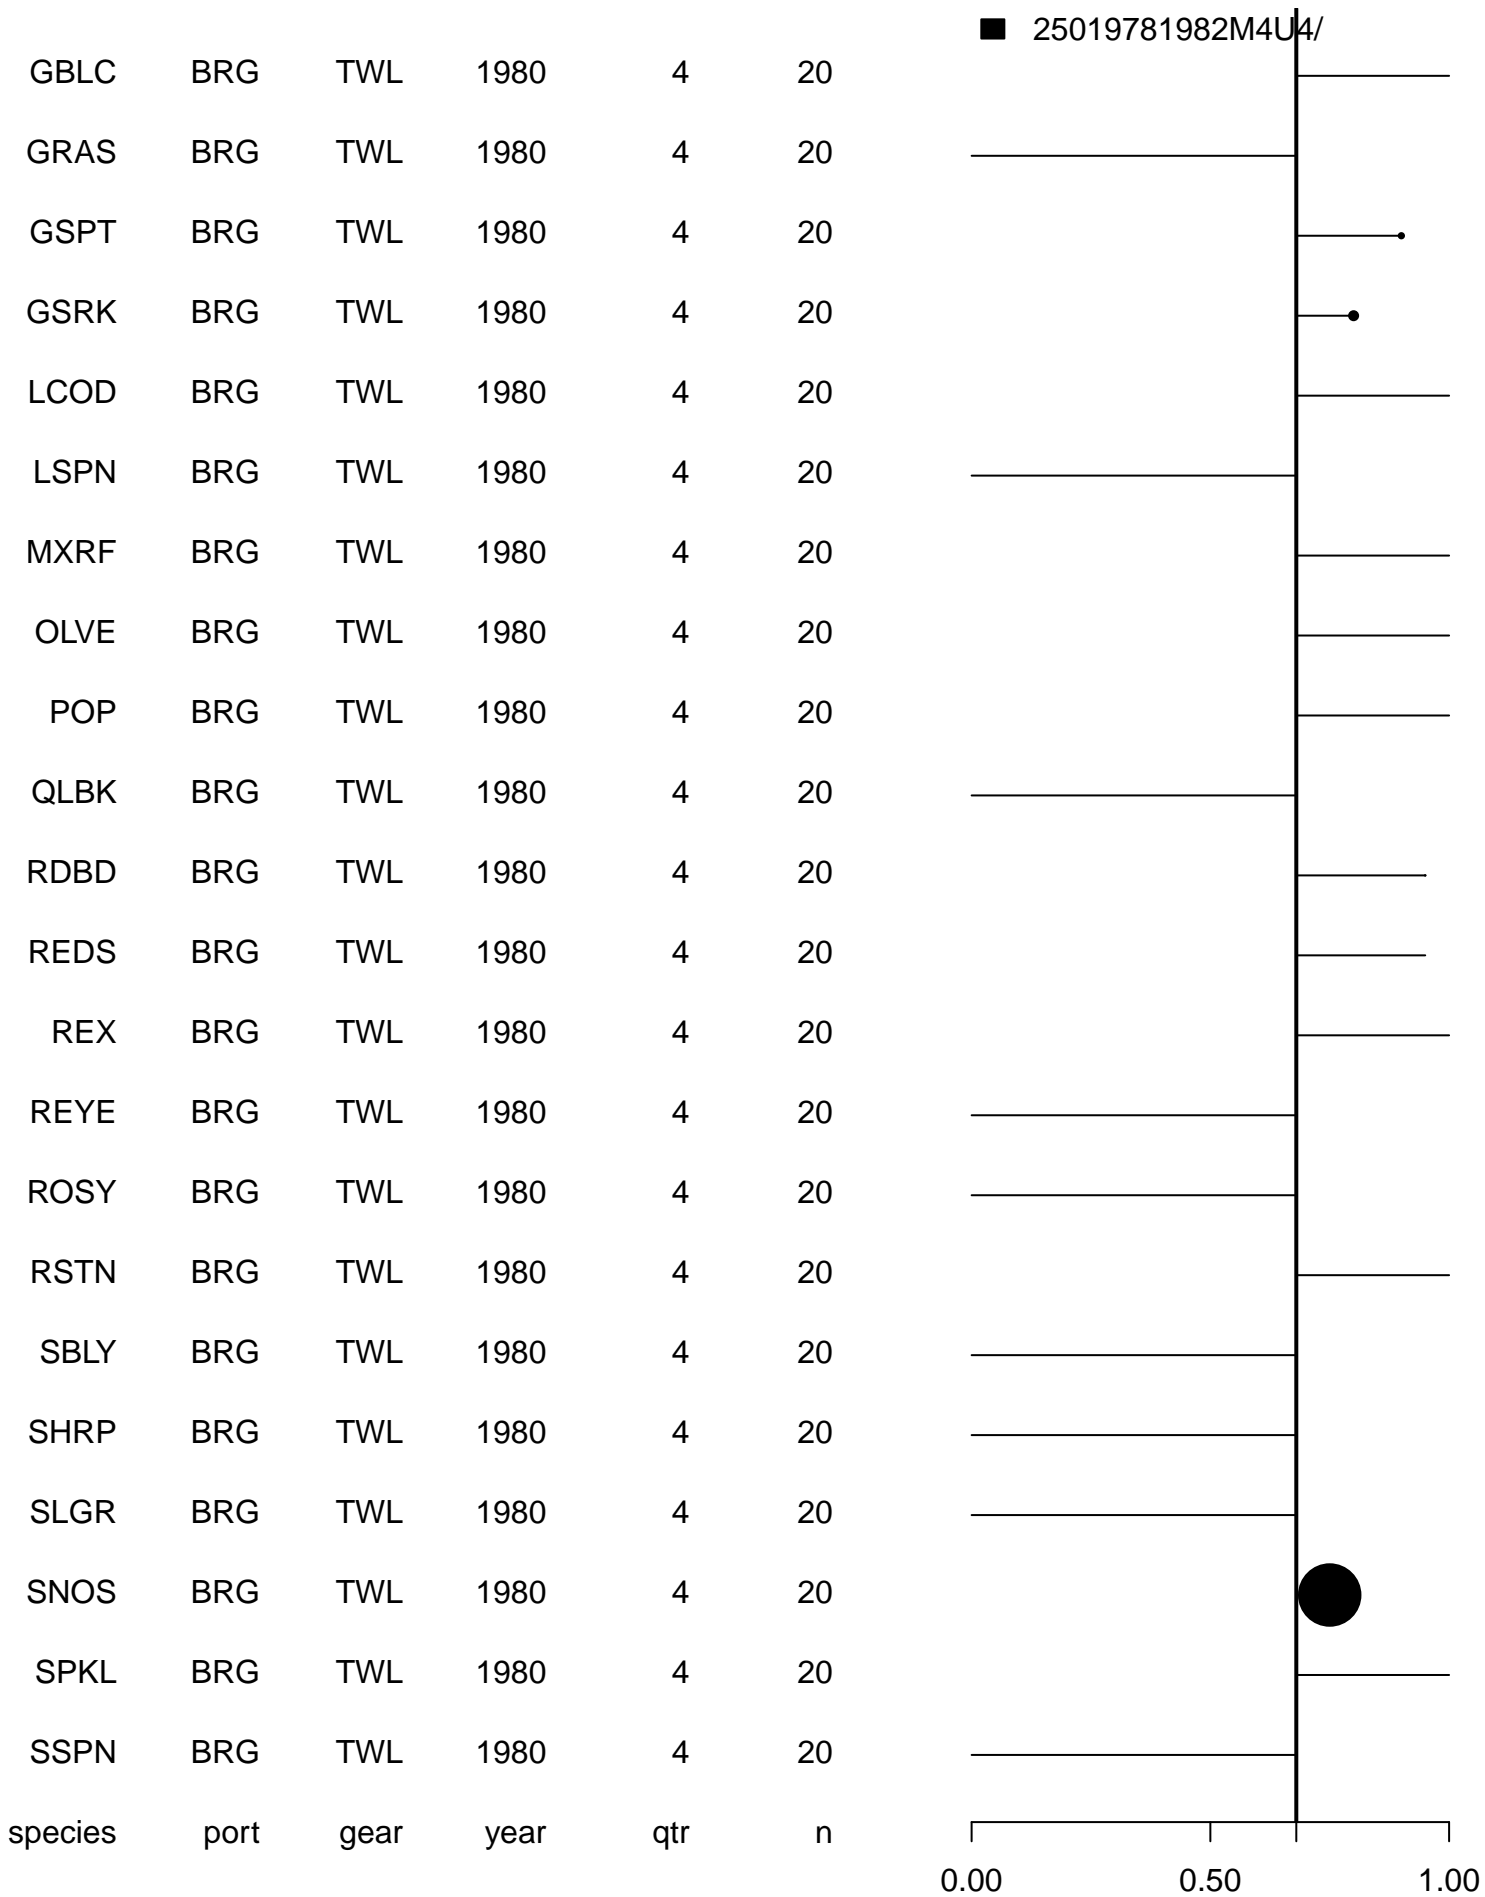 25019781982M4U4/
GBLC BRG TWL 1980 4 20
GRAS BRG TWL 1980 4 20
GSPT BRG TWL 1980 4 20
GSRK BRG TWL 1980 4 20
LCOD BRG TWL 1980 4 20
LSPN BRG TWL 1980 4 20
MXRF BRG TWL 1980 4 20
OLVE BRG TWL 1980 4 20
POP BRG TWL 1980 4 20
QLBK BRG TWL 1980 4 20
RDBD BRG TWL 1980 4 20
REDS BRG TWL 1980 4 20
REX BRG TWL 1980 4 20
REYE BRG TWL 1980 4 20
ROSY BRG TWL 1980 4 20
RSTN BRG TWL 1980 4 20
SBLY BRG TWL 1980 4 20
SHRP BRG TWL 1980 4 20
SLGR BRG TWL 1980 4 20
SNOS BRG TWL 1980 4 20
SPKL BRG TWL 1980 4 20
SSPN BRG TWL 1980 4 20
species port gear year qtr n
0.00 0.50 1.00